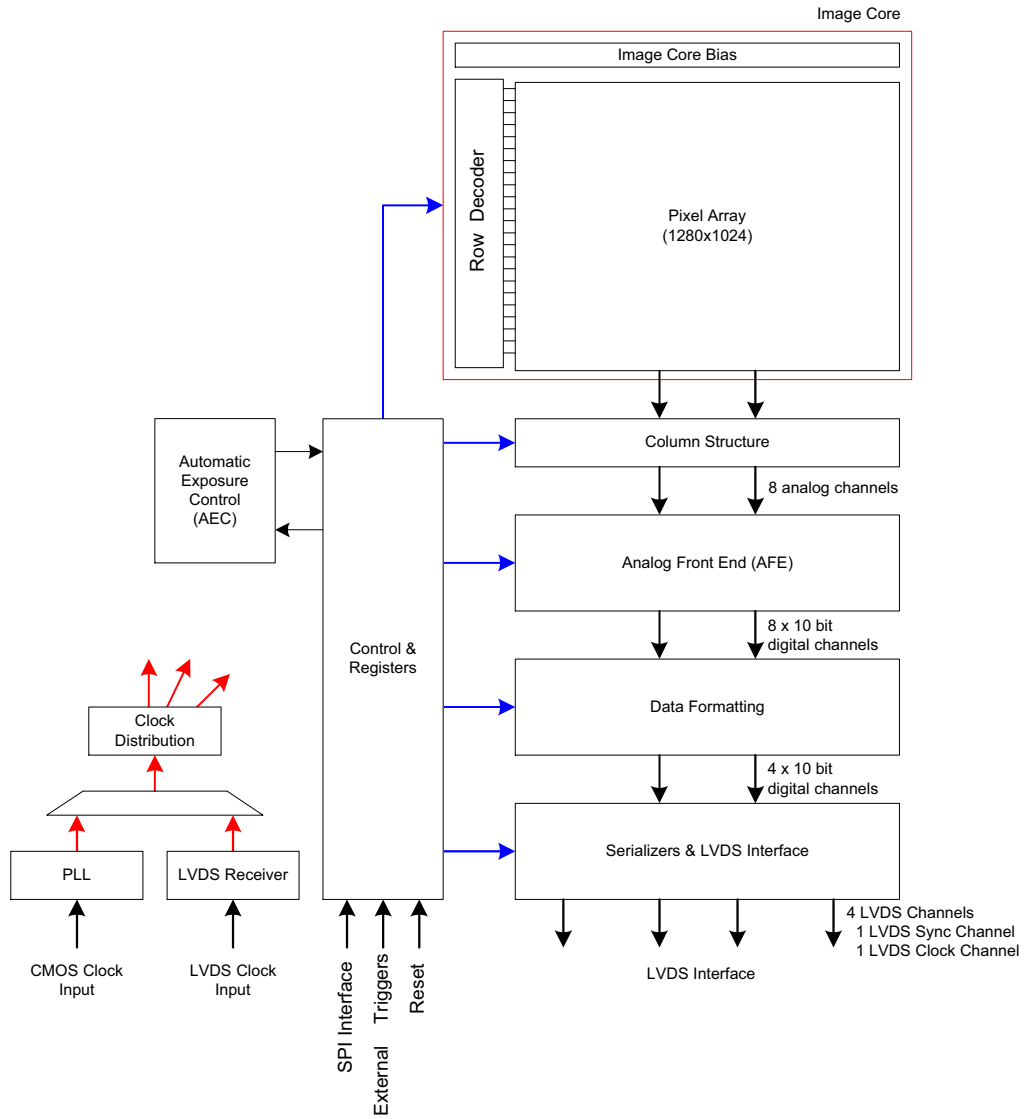 Image Core
Image Core Bias
Row Decoder
Pixel Array
(1280x1024)
Automatic
Exposure
Control
(AEC)
Column Structure
8 analog channels
Analog Front End (AFE)
8 x 10 bit
digital channels
Control &
Registers
Data Formatting
Clock
Distribution
4 x 10 bit
digital channels
Serializers & LVDS Interface
PLL
LVDS Receiver
4 LVDS Channels
1 LVDS Sync Channel
1 LVDS Clock Channel
CMOS Clock
Input
LVDS Clock
Input
LVDS Interface
SPI Interface
External Triggers
Reset